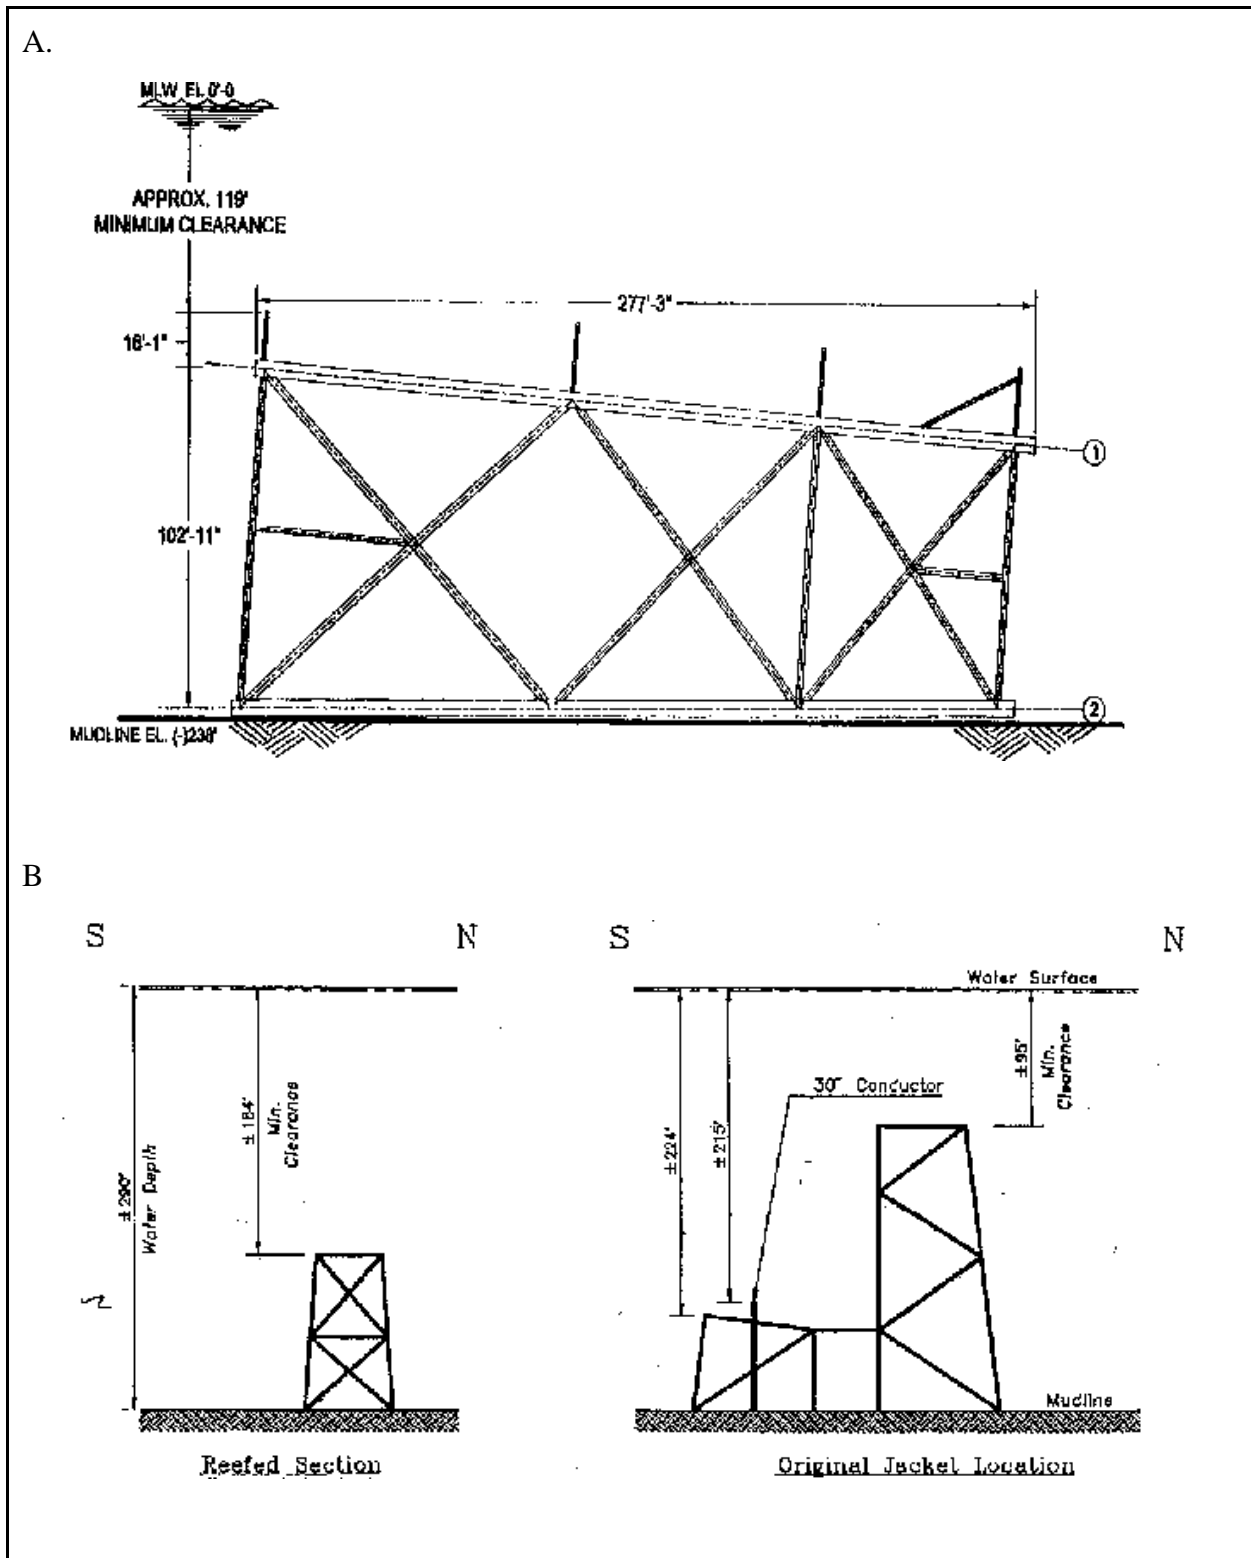 A.
MLW EL 0'-0
APPROX. 119'
MINIMUM CLEARANCE
277'-3"
16'-1"
1
102'-11"
2
MUDLINE EL. (-)238'
B
S N S N
Water Surface
±290'
Water Depth
±184'
Min.
Clearance
30" Conductor
±224'
±215'
±95'
Min.
Clearance
Mudline
Reefed Section
Original Jacket Location